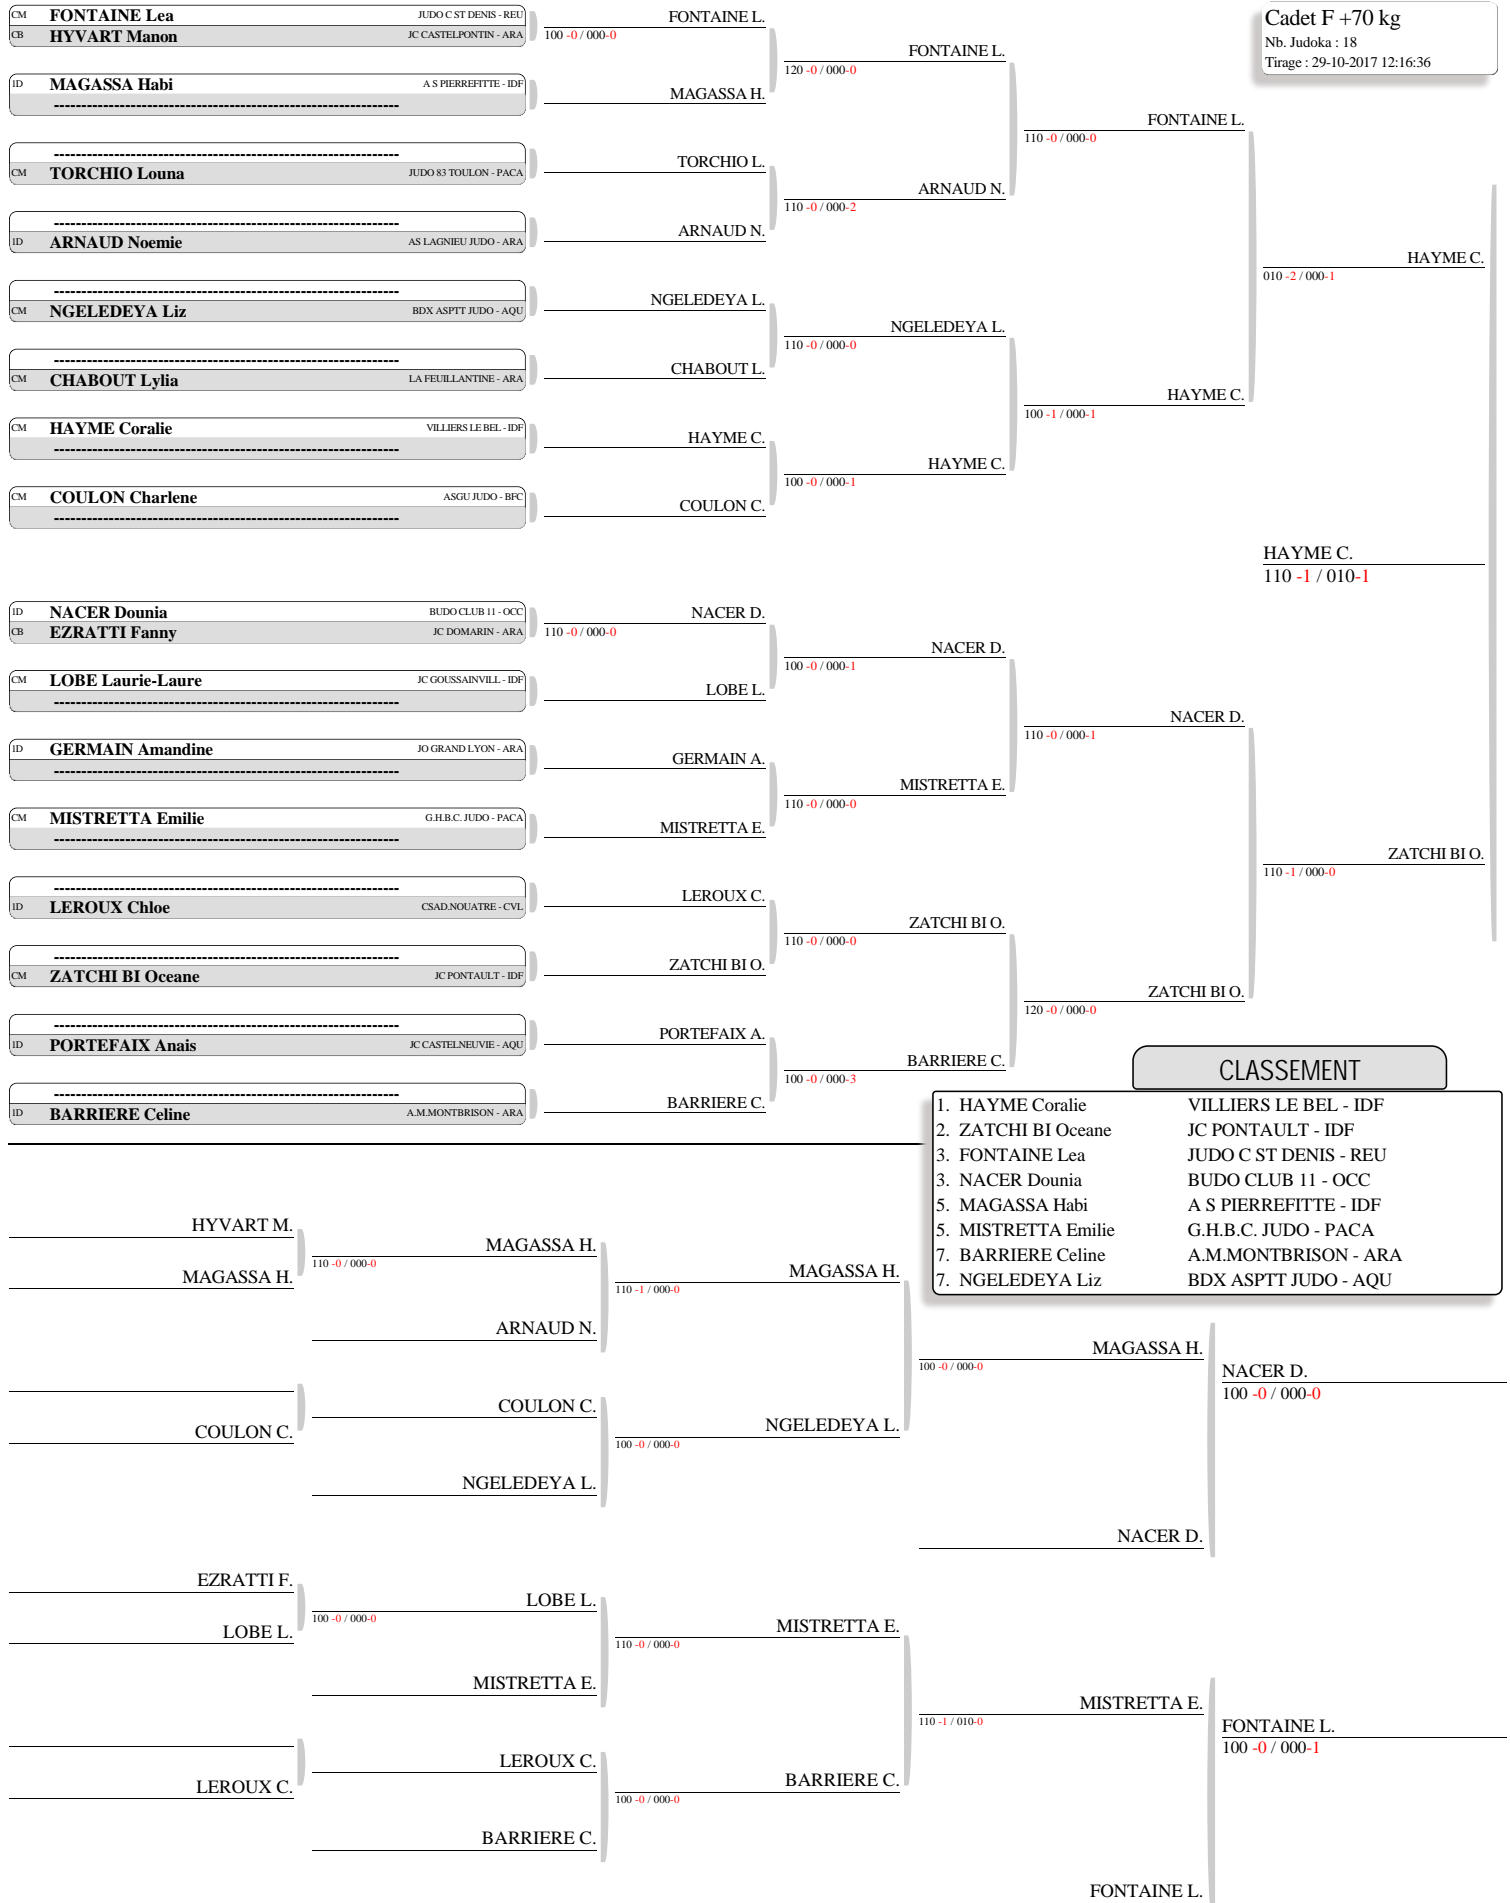 Cadet F +70 kg
Nb. Judoka : 18
Tirage : 29-10-2017 12:16:36
CM FONTAINE Lea JUDO C ST DENIS - REU
CB HYVART Manon JC CASTELPONTIN - ARA
1D MAGASSA Habi A S PIERREFITTE - IDF
----------------------------------------------------------------
----------------------------------------------------------------
CM TORCHIO Louna JUDO 83 TOULON - PACA
----------------------------------------------------------------
1D ARNAUD Noemie AS LAGNIEU JUDO - ARA
----------------------------------------------------------------
CM NGELEDEYA Liz BDX ASPTT JUDO - AQU
----------------------------------------------------------------
CM CHABOUT Lylia LA FEUILLANTINE - ARA
CM HAYME Coralie VILLIERS LE BEL - IDF
----------------------------------------------------------------
CM COULON Charlene ASGU JUDO - BFC
----------------------------------------------------------------
1D NACER Dounia BUDO CLUB 11 - OCC
CB EZRATTI Fanny JC DOMARIN - ARA
CM LOBE Laurie-Laure JC GOUSSAINVILL - IDF
----------------------------------------------------------------
1D GERMAIN Amandine JO GRAND LYON - ARA
----------------------------------------------------------------
CM MISTRETTA Emilie G.H.B.C. JUDO - PACA
----------------------------------------------------------------
----------------------------------------------------------------
1D LEROUX Chloe CSAD.NOUATRE - CVL
----------------------------------------------------------------
CM ZATCHI BI Oceane JC PONTAULT - IDF
----------------------------------------------------------------
1D PORTEFAIX Anais JC CASTELNEUVIE - AQU
----------------------------------------------------------------
1D BARRIERE Celine A.M.MONTBRISON - ARA
FONTAINE L.
100 -0 / 000-0
MAGASSA H.
TORCHIO L.
ARNAUD N.
NGELEDEYA L.
CHABOUT L.
HAYME C.
COULON C.
NACER D.
110 -0 / 000-0
LOBE L.
GERMAIN A.
MISTRETTA E.
LEROUX C.
ZATCHI BI O.
PORTEFAIX A.
BARRIERE C.
FONTAINE L.
120 -0 / 000-0
ARNAUD N.
110 -0 / 000-2
NGELEDEYA L.
110 -0 / 000-0
HAYME C.
100 -0 / 000-1
NACER D.
100 -0 / 000-1
MISTRETTA E.
110 -0 / 000-0
ZATCHI BI O.
110 -0 / 000-0
BARRIERE C.
100 -0 / 000-3
FONTAINE L.
110 -0 / 000-0
HAYME C.
100 -1 / 000-1
NACER D.
110 -0 / 000-1
ZATCHI BI O.
120 -0 / 000-0
HAYME C.
010 -2 / 000-1
ZATCHI BI O.
110 -1 / 000-0
HAYME C.
110 -1 / 010-1
CLASSEMENT
1. HAYME Coralie VILLIERS LE BEL - IDF
2. ZATCHI BI Oceane JC PONTAULT - IDF
3. FONTAINE Lea JUDO C ST DENIS - REU
3. NACER Dounia BUDO CLUB 11 - OCC
5. MAGASSA Habi A S PIERREFITTE - IDF
5. MISTRETTA Emilie G.H.B.C. JUDO - PACA
7. BARRIERE Celine A.M.MONTBRISON - ARA
7. NGELEDEYA Liz BDX ASPTT JUDO - AQU
HYVART M.
MAGASSA H.
COULON C.
EZRATTI F.
LOBE L.
LEROUX C.
MAGASSA H.
110 -0 / 000-0
ARNAUD N.
COULON C.
NGELEDEYA L.
LOBE L.
100 -0 / 000-0
MISTRETTA E.
LEROUX C.
BARRIERE C.
MAGASSA H.
110 -1 / 000-0
NGELEDEYA L.
100 -0 / 000-0
MISTRETTA E.
110 -0 / 000-0
BARRIERE C.
100 -0 / 000-0
MAGASSA H.
100 -0 / 000-0
NACER D.
MISTRETTA E.
110 -1 / 010-0
FONTAINE L.
NACER D.
100 -0 / 000-0
FONTAINE L.
100 -0 / 000-1